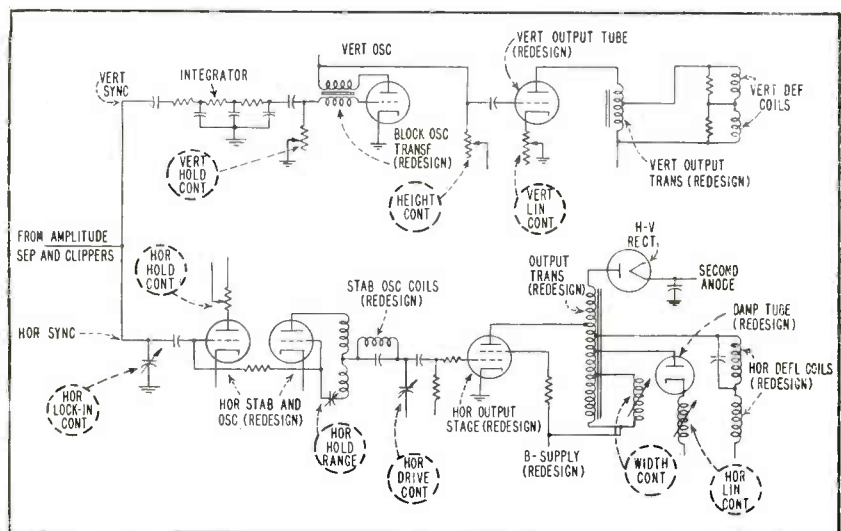 VERT
SYNC
INTEGRATOR
VERT OSC
BLOCK OSC
TRANSF
(REDESIGN)
VERT
HOLD
CONT
HEIGHT
CONT
VERT OUTPUT TUBE
(REDESIGN)
VERT
LIN
CONT
VERT DEF
COILS
VERT OUTPUT
TRANS (REDESIGN)
FROM AMPLITUDE
SEP AND CLIPPERS
HOR SYNC
HOR
HOLD
CONT
HOR
LOCK-IN
CONT
HOR STAB AND
OSC (REDESIGN)
STAB OSC COILS
(REDESIGN)
HOR
HOLD
RANGE
HOR
DRIVE
CONT
HOR OUTPUT
STAGE (REDESIGN)
OUTPUT
TRANS
(REDESIGN)
H-V
RECT
SECOND
ANODE
DAMP TUBE
(REDESIGN)
HOR DEFL COILS
(REDESIGN)
B-SUPPLY
(REDESIGN)
WIDTH
CONT
HOR
LIN
CONT